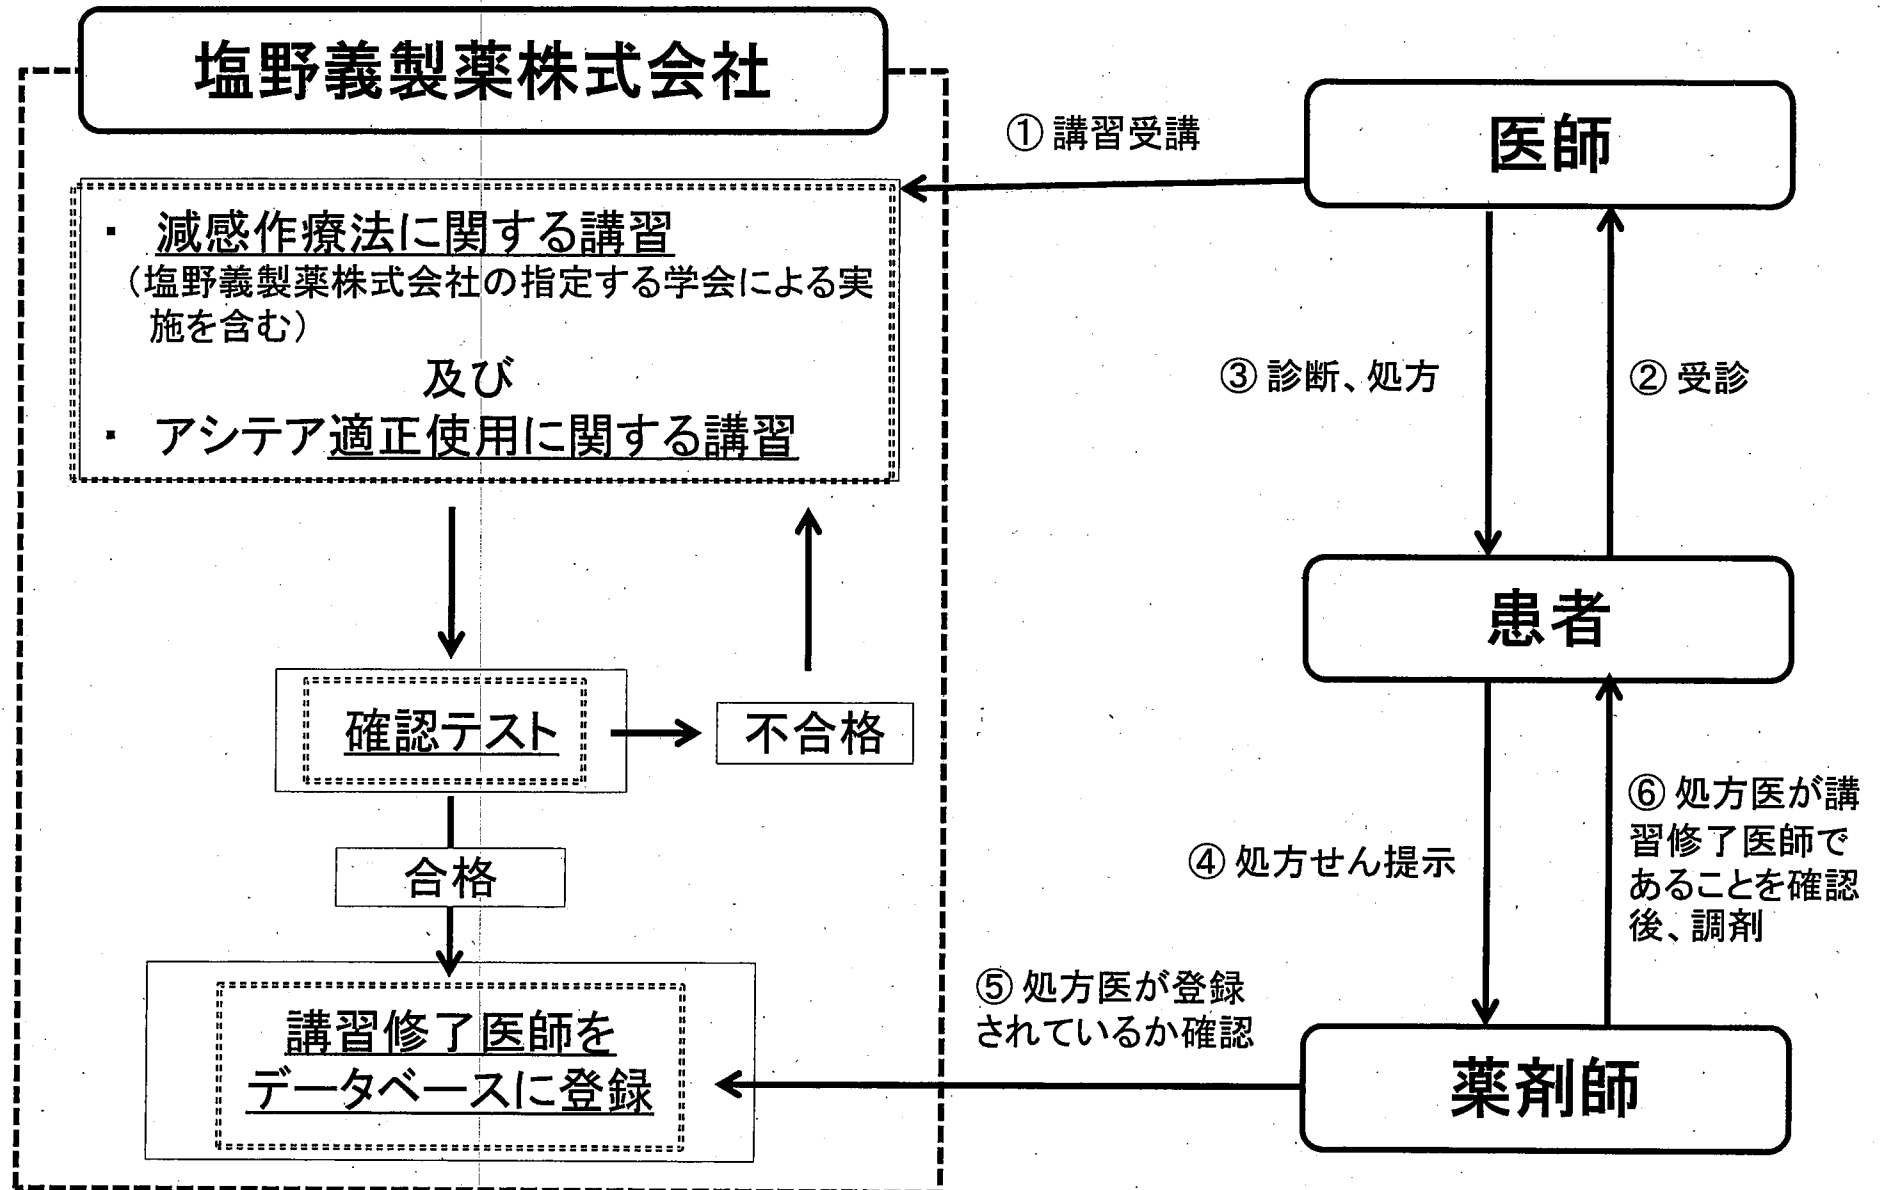 塩野義製薬株式会社
・ 減感作療法に関する講習
（塩野義製薬株式会社の指定する学会による実
施を含む）
及び
・ アシテア適正使用に関する講習
確認テスト
不合格
合格
講習修了医師を
データベースに登録
① 講習受講
医師
③ 診断、処方
② 受診
患者
④ 処方せん提示
⑥ 処方医が講
習修了医師で
あることを確認
後、調剤
⑤ 処方医が登録
されているか確認
薬剤師